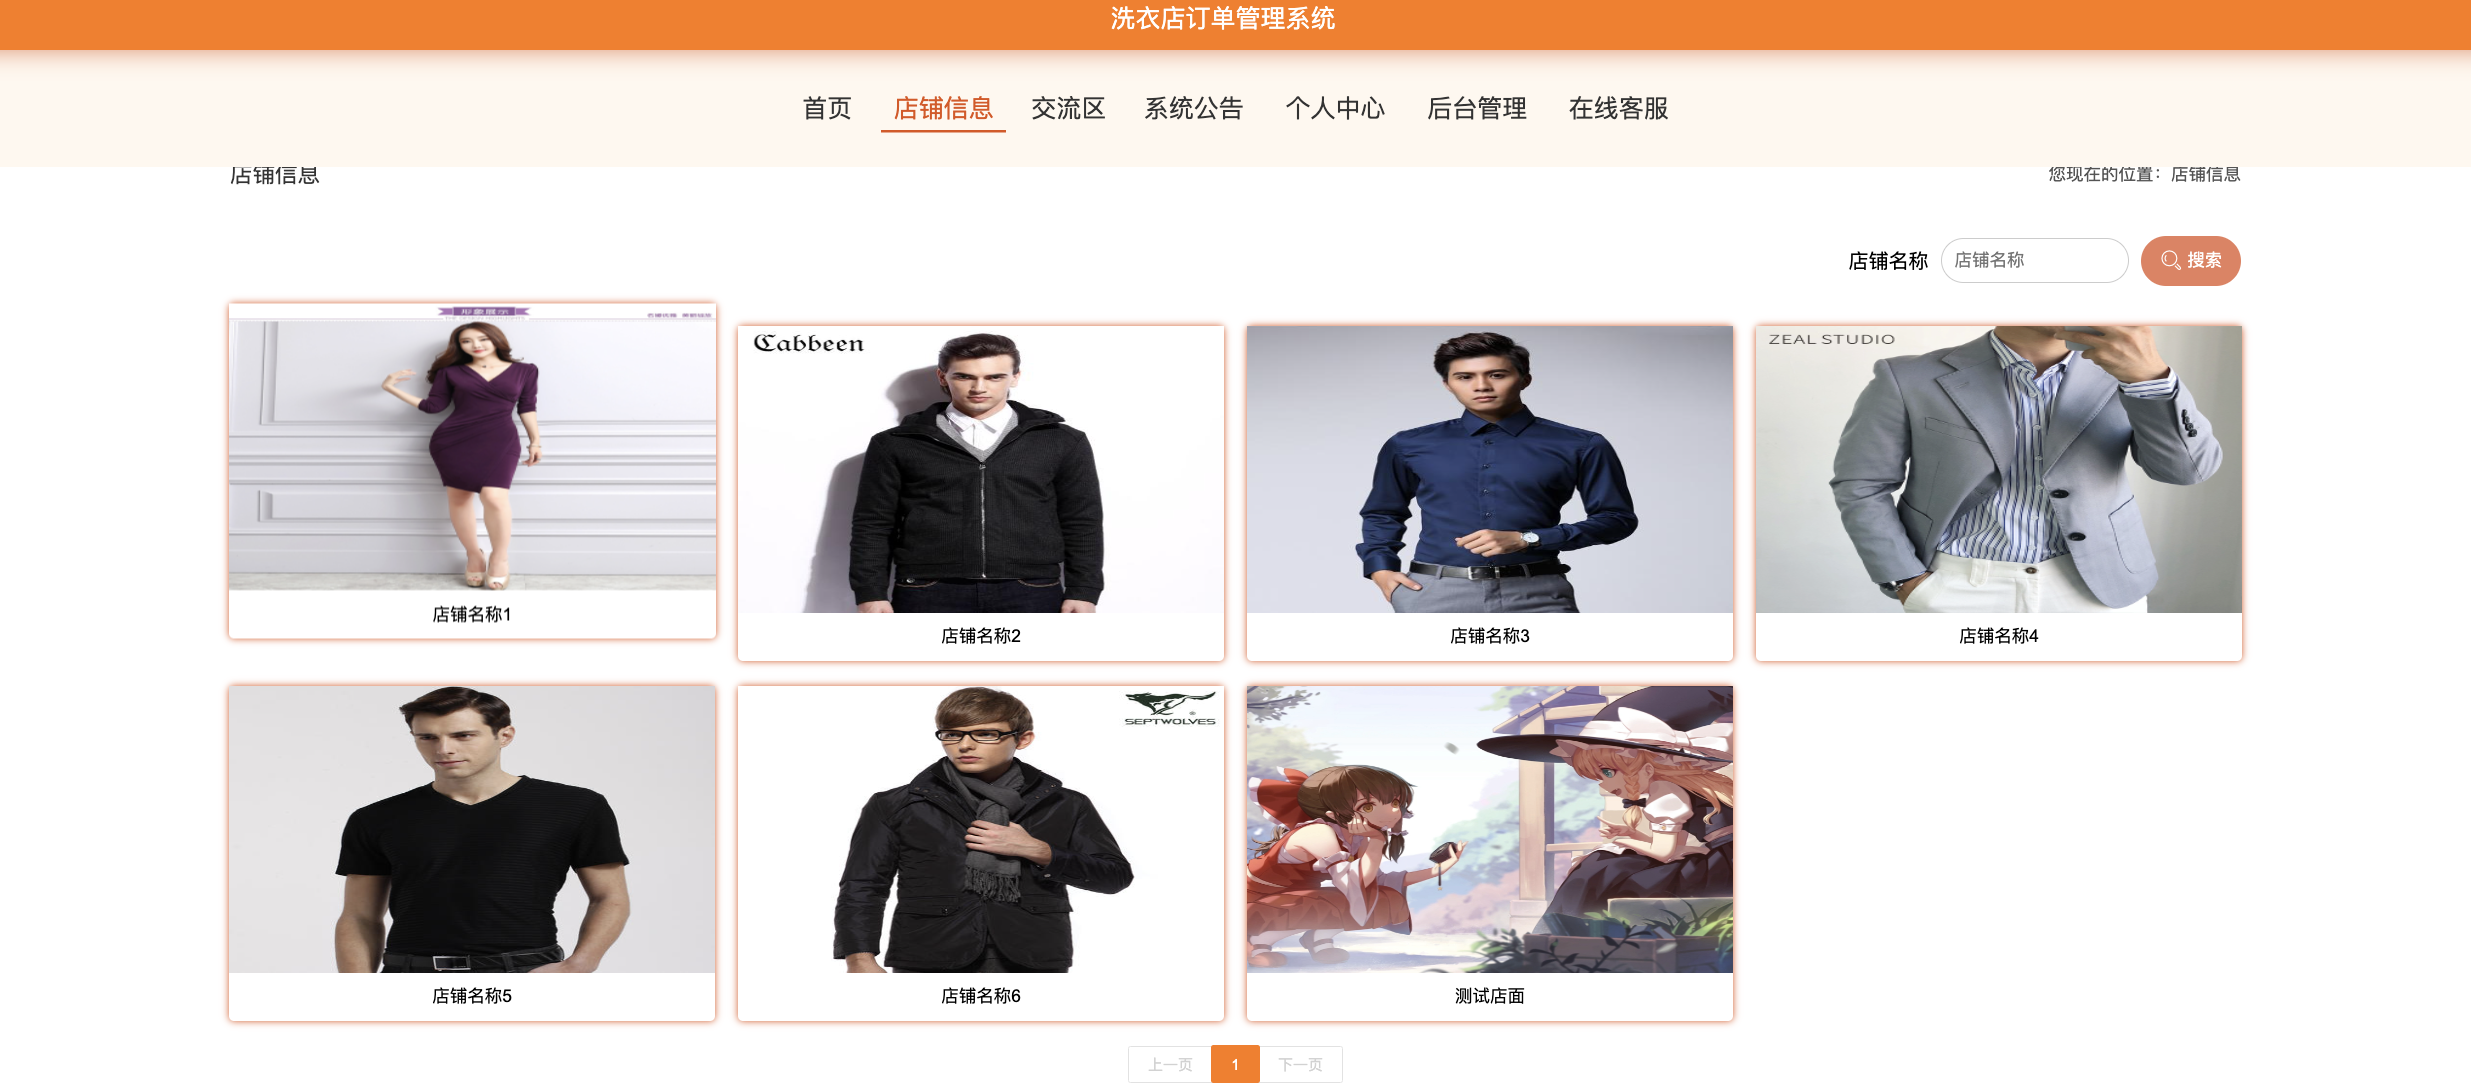 洗衣店订单管理系统
首页 店铺信息 交流区 系统公告 个人中心 后台管理 在线客服
店铺信息 您现在的位置：店铺信息
店铺名称 店铺名称 搜索
形象展示
店铺名称1
Cabbeen
店铺名称2
店铺名称3
ZEAL STUDIO
店铺名称4
店铺名称5
SEPTWOLVES
店铺名称6
测试店面
上一页 1 下一页